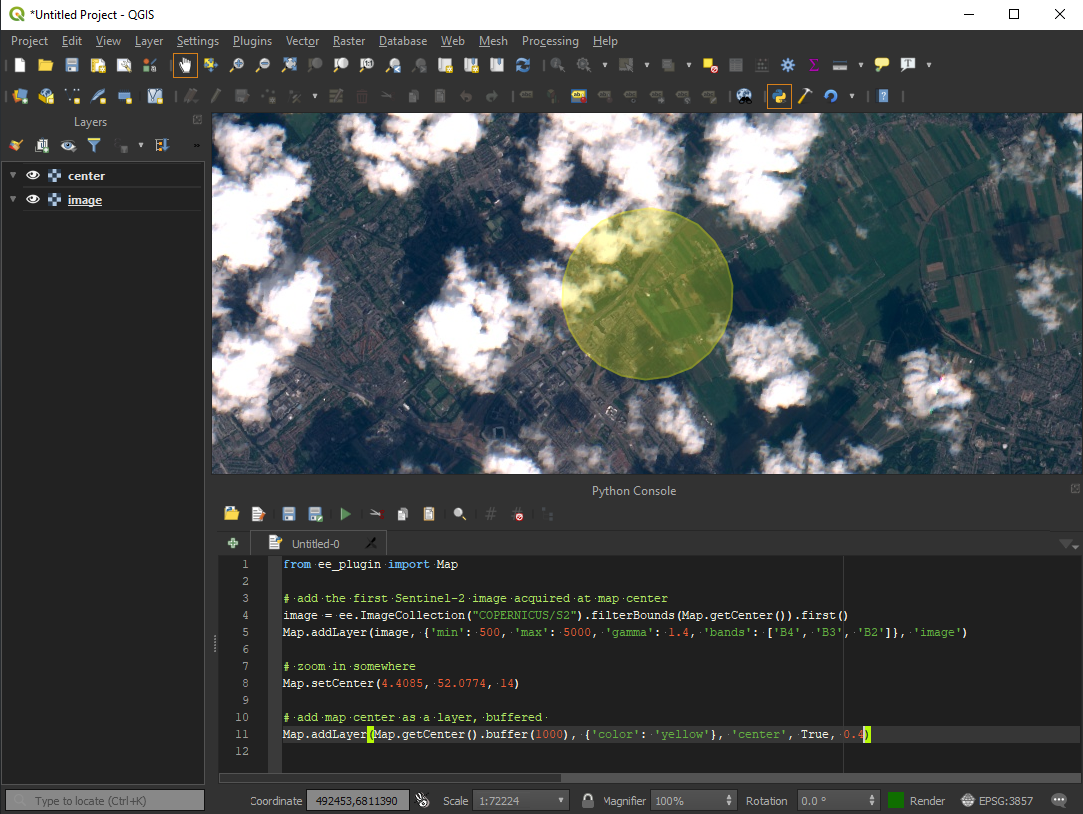 *Untitled Project - QGIS
Project Edit View Layer Settings Plugins Vector Raster Database Web Mesh Processing Help
Layers
center
image
Python Console
Untitled-0
1 from ee_plugin import Map
2
3 # add the first Sentinel-2 image acquired at map center
4 image = ee.ImageCollection("COPERNICUS/S2").filterBounds(Map.getCenter()).first()
5 Map.addLayer(image, {'min': 500, 'max': 5000, 'gamma': 1.4, 'bands': ['B4', 'B3', 'B2']}, 'image')
6
7 # zoom in somewhere
8 Map.setCenter(4.4085, 52.0774, 14)
9
10 # add map center as a layer, buffered
11 Map.addLayer(Map.getCenter().buffer(1000), {'color': 'yellow'}, 'center', True, 0.4)
12
Type to locate (Ctrl+K) Coordinate 492453,6811390 Scale 1:72224 Magnifier 100% Rotation 0.0 ° Render EPSG:3857